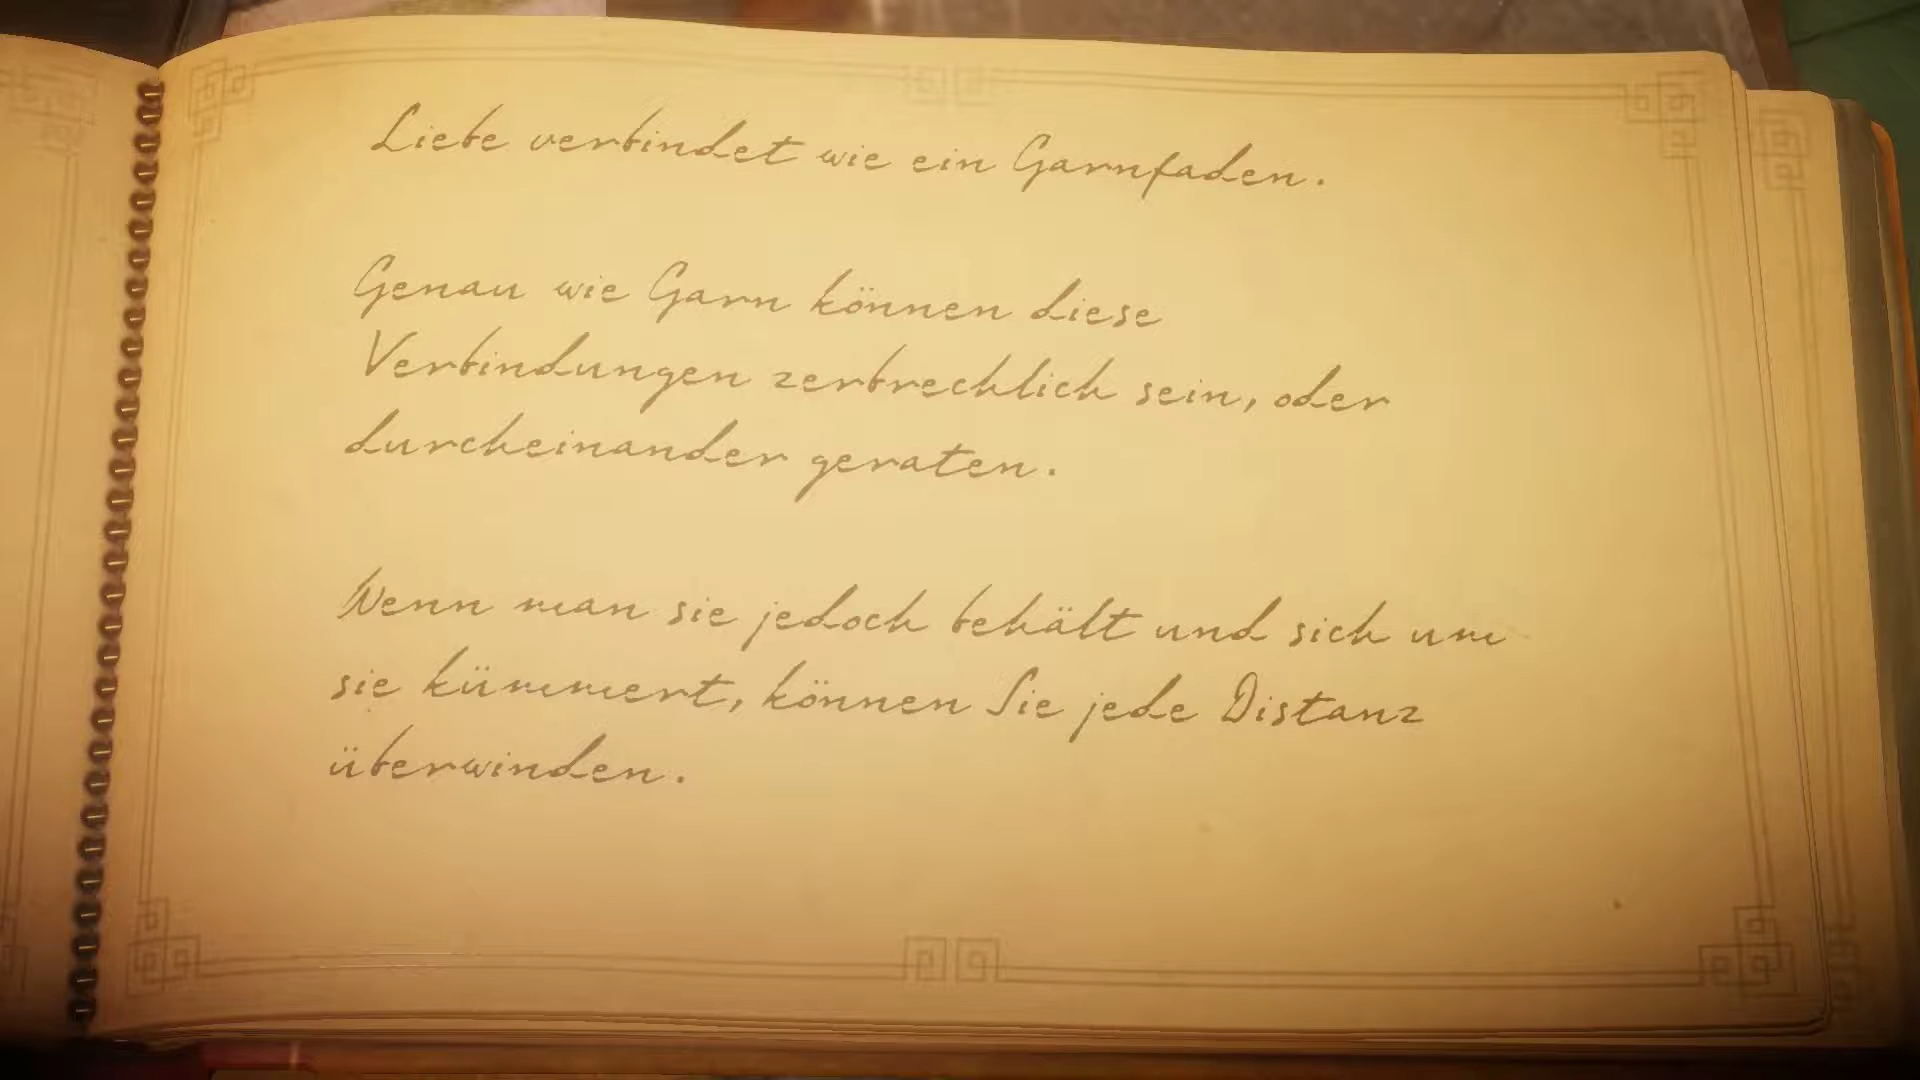 Liebe verbindet wie ein Garnfaden.
Genau wie Garn können diese
Verbindungen zerbrechlich sein, oder
durcheinander geraten.
Wenn man sie jedoch behält und sich um
sie kümmert, können Sie jede Distanz
überwinden.